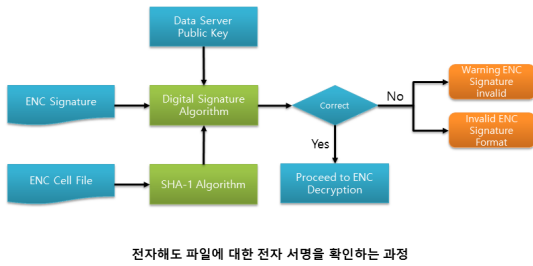 Data Server
Public Key
ENC Signature
Digital Signature
Algorithm
Correct
No
Warning ENC
Signature
invalid
Invalid ENC
Signature
Format
Yes
ENC Cell File
SHA-1 Algorithm
Proceed to ENC
Decryption
전자해도 파일에 대한 전자 서명을 확인하는 과정